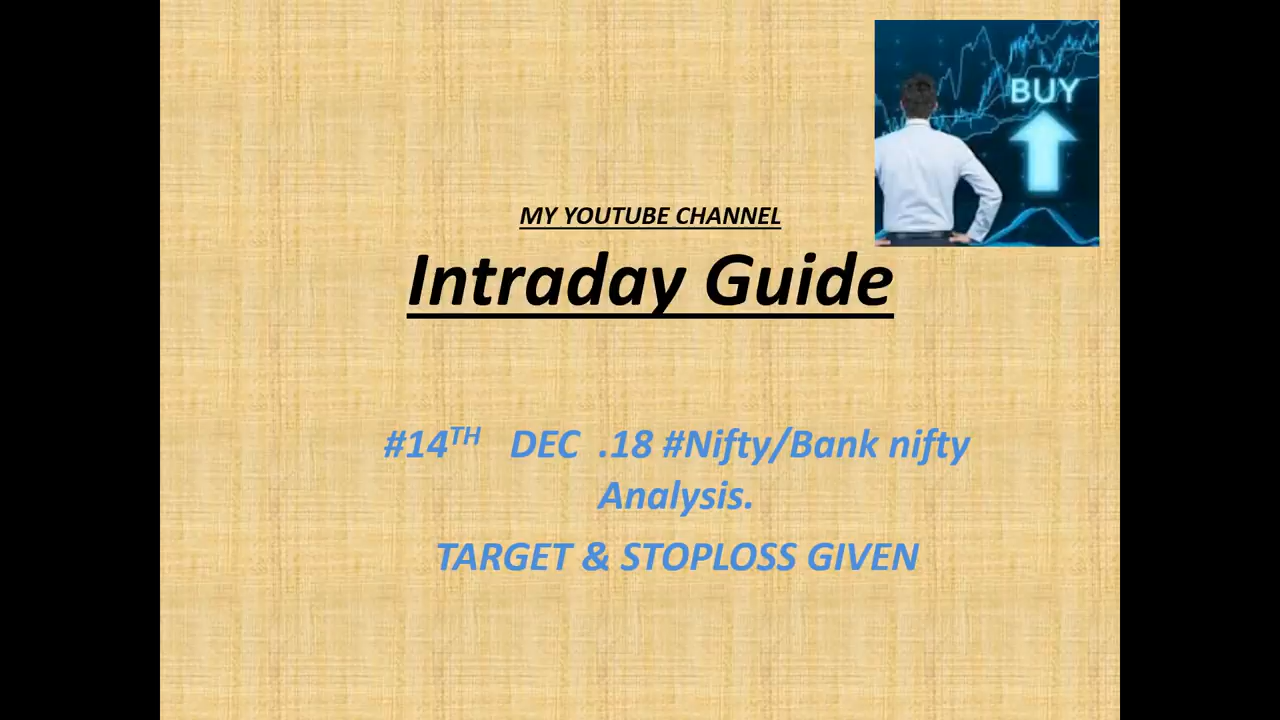 BUY
MY YOUTUBE CHANNEL
Intraday Guide
#14TH DEC .18 #Nifty/Bank nifty
Analysis.
TARGET & STOPLOSS GIVEN